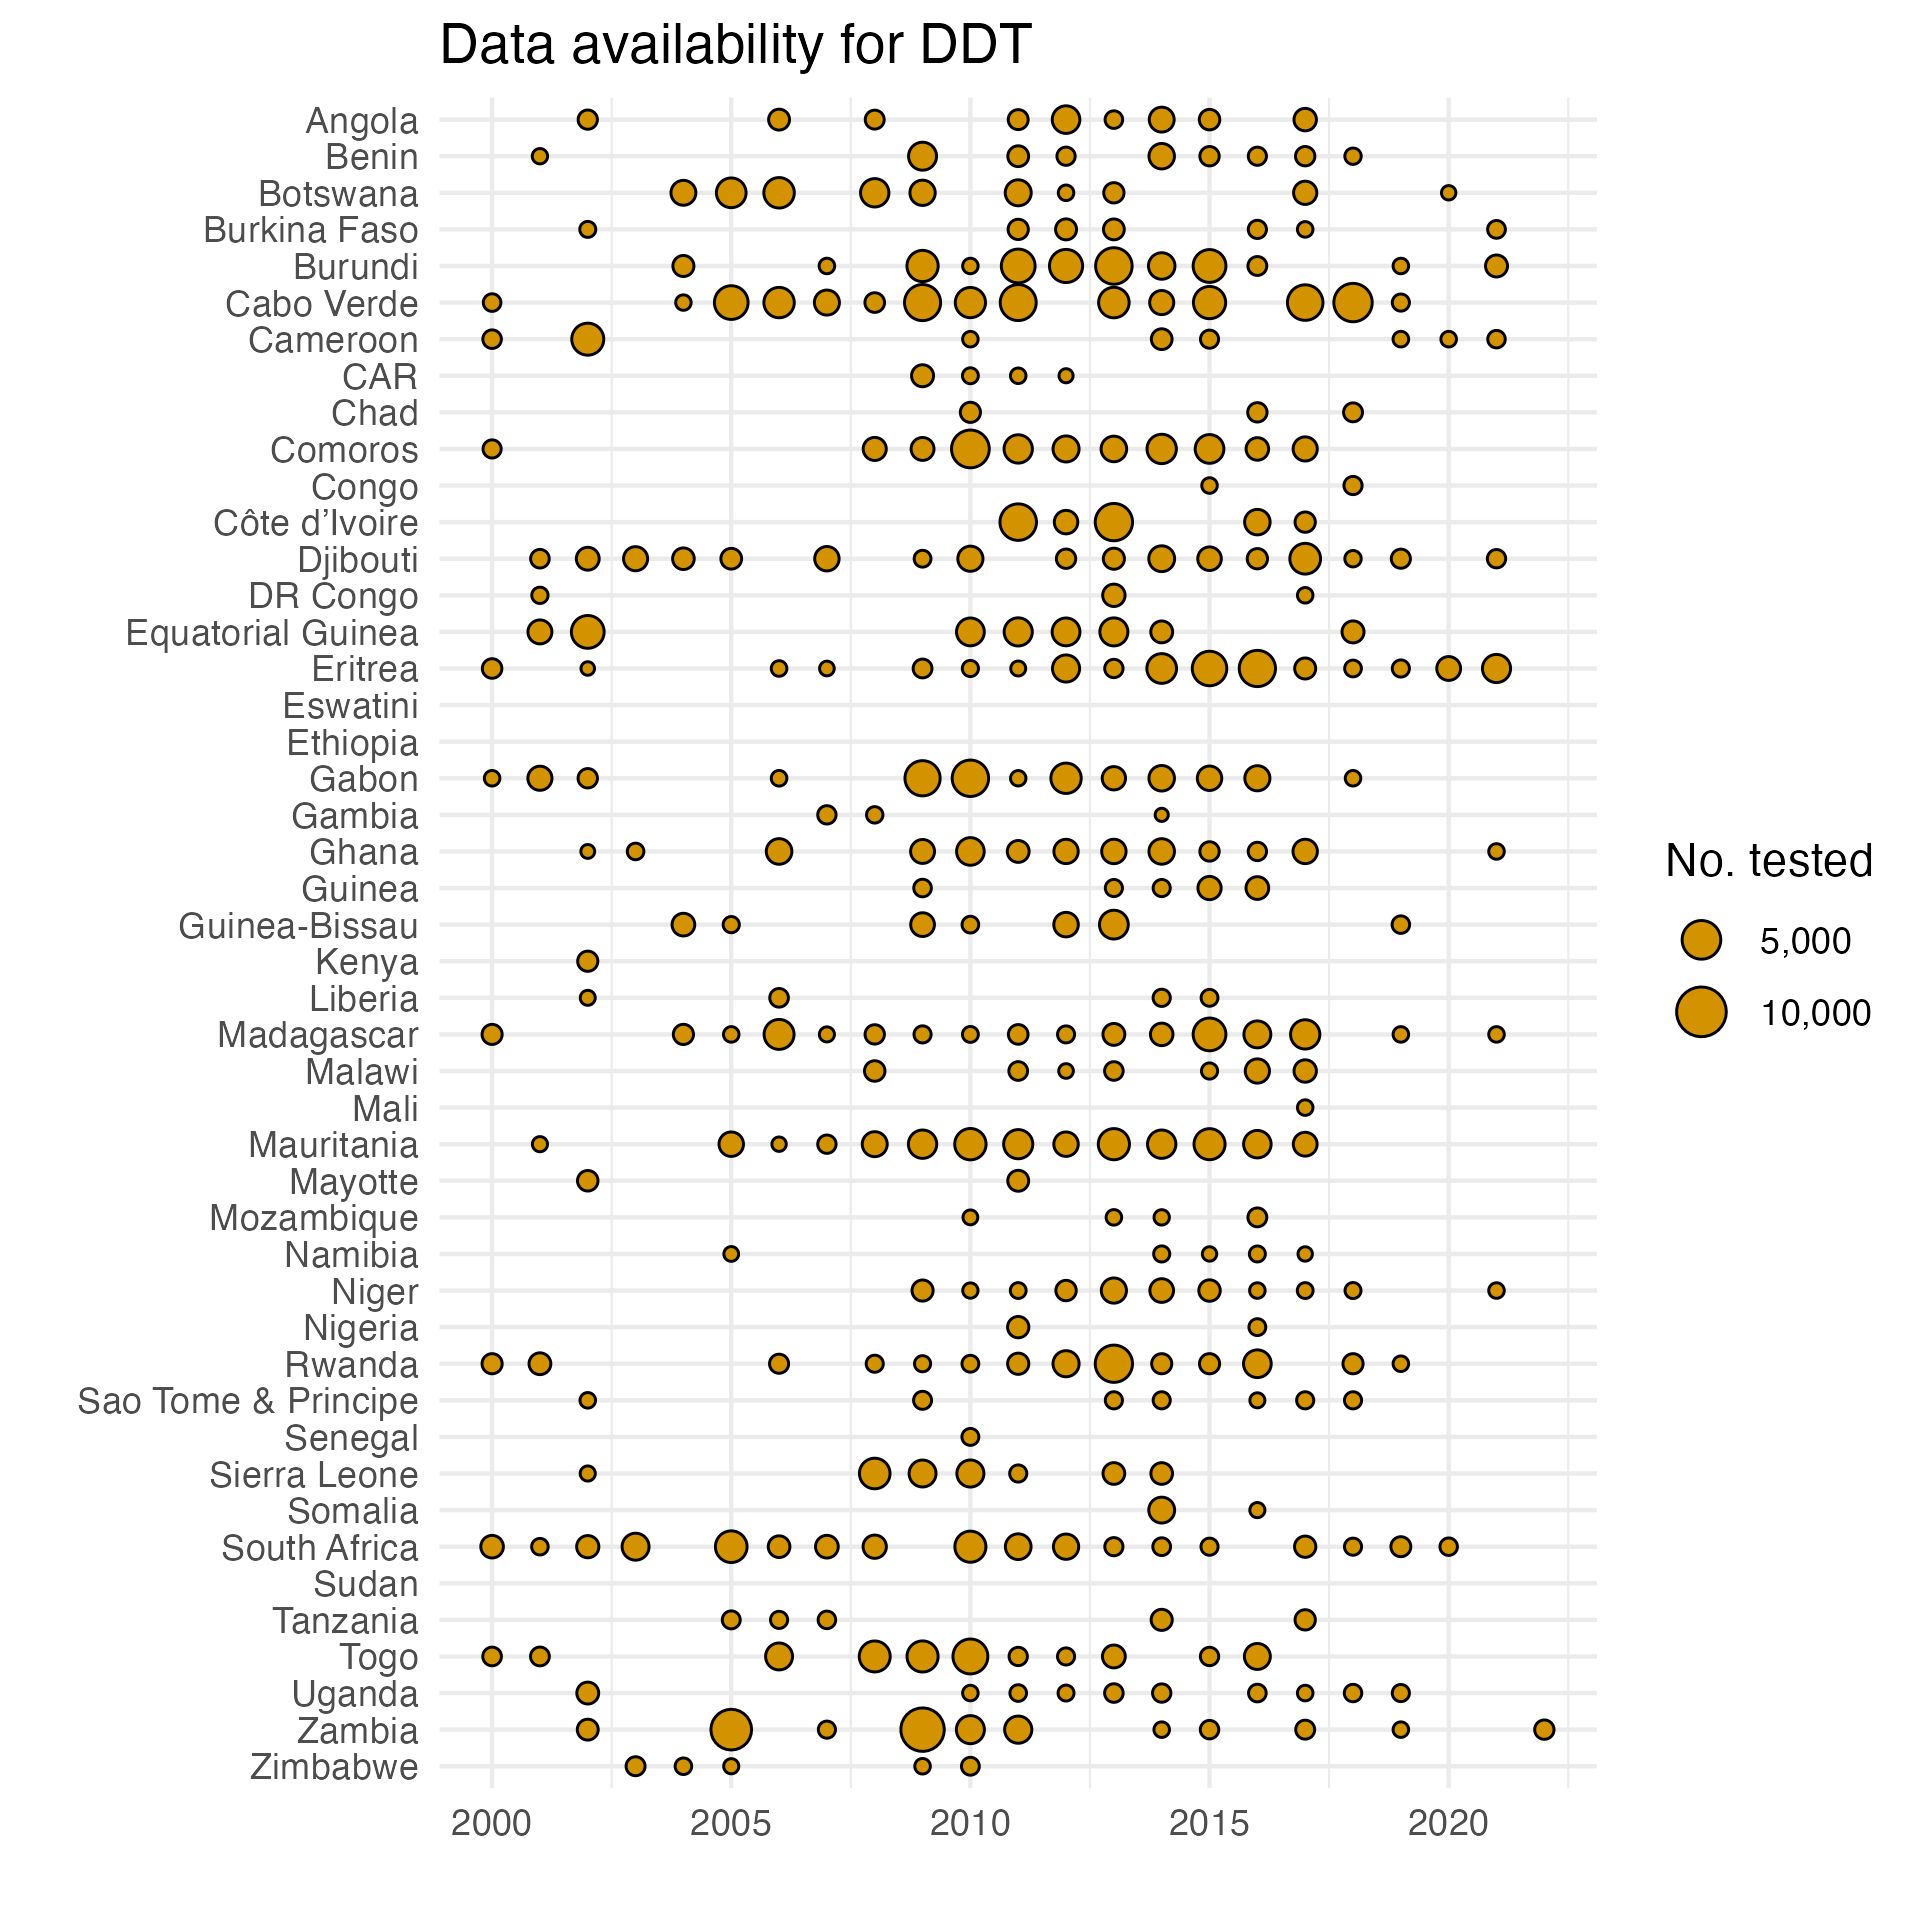 Data availability for DDT
Angola
Benin
Botswana
Burkina Faso
Burundi
Cabo Verde
Cameroon
CAR
Chad
Comoros
Congo
Côte d’Ivoire
Djibouti
DR Congo
Equatorial Guinea
Eritrea
Eswatini
Ethiopia
Gabon
Gambia
Ghana
Guinea
Guinea-Bissau
Kenya
Liberia
Madagascar
Malawi
Mali
Mauritania
Mayotte
Mozambique
Namibia
Niger
Nigeria
Rwanda
Sao Tome & Principe
Senegal
Sierra Leone
Somalia
South Africa
Sudan
Tanzania
Togo
Uganda
Zambia
Zimbabwe
2000 2005 2010 2015 2020
No. tested
5,000
10,000